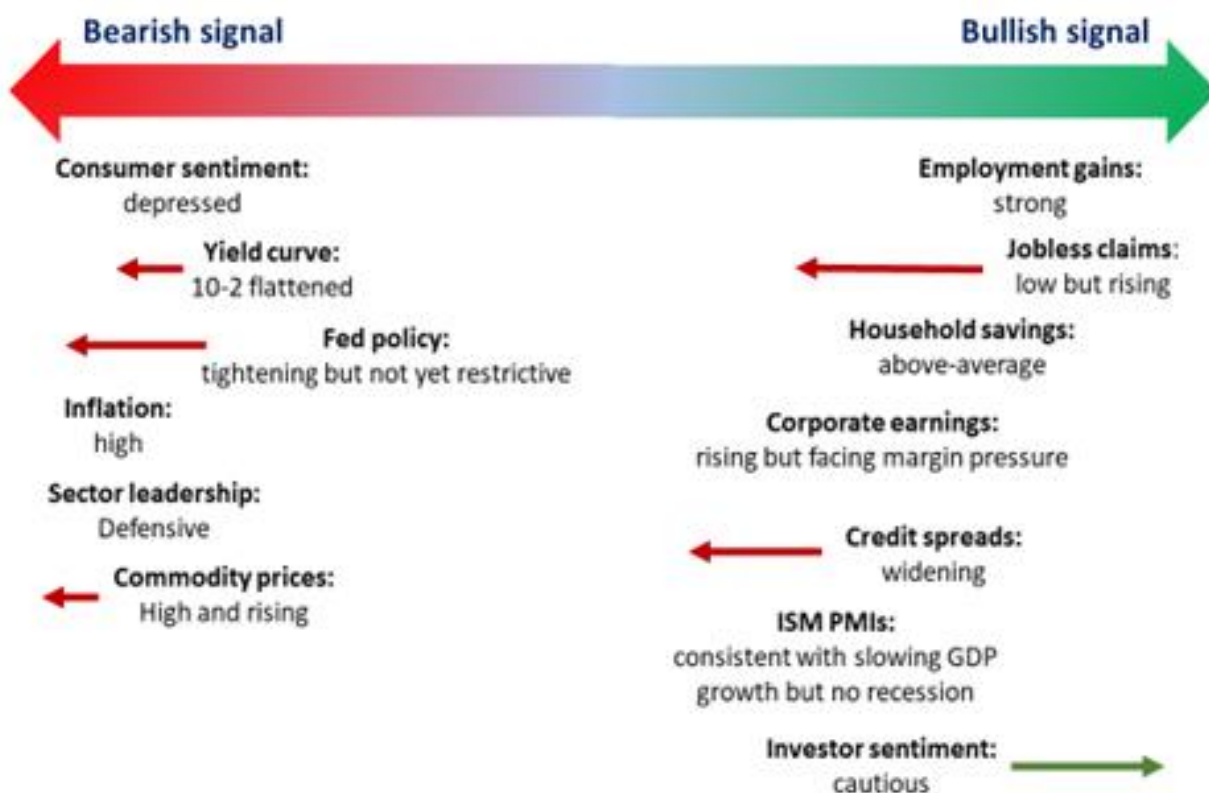 Bearish signal
Bullish signal
Consumer sentiment:
depressed
Yield curve:
10-2 flattened
Fed policy:
tightening but not yet restrictive
Inflation:
high
Sector leadership:
Defensive
Commodity prices:
High and rising
Employment gains:
strong
Jobless claims:
low but rising
Household savings:
above-average
Corporate earnings:
rising but facing margin pressure
Credit spreads:
widening
ISM PMIs:
consistent with slowing GDP
growth but no recession
Investor sentiment:
cautious